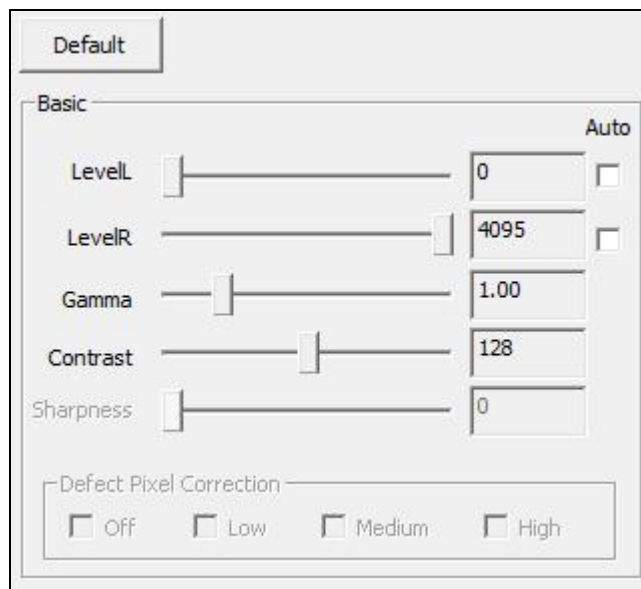 Default
Basic
Auto
LevelL 0
LevelR 4095
Gamma 1.00
Contrast 128
Sharpness 0
Defect Pixel Correction
Off Low Medium High